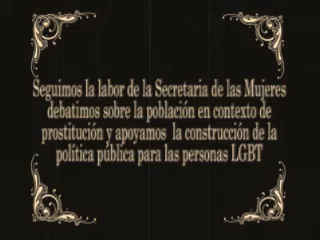 Seguimos la labor de la Secretaria de las Mujeres
debatimos sobre la población en contexto de
prostitución y apoyamos la construcción de la
política pública para las personas LGBT